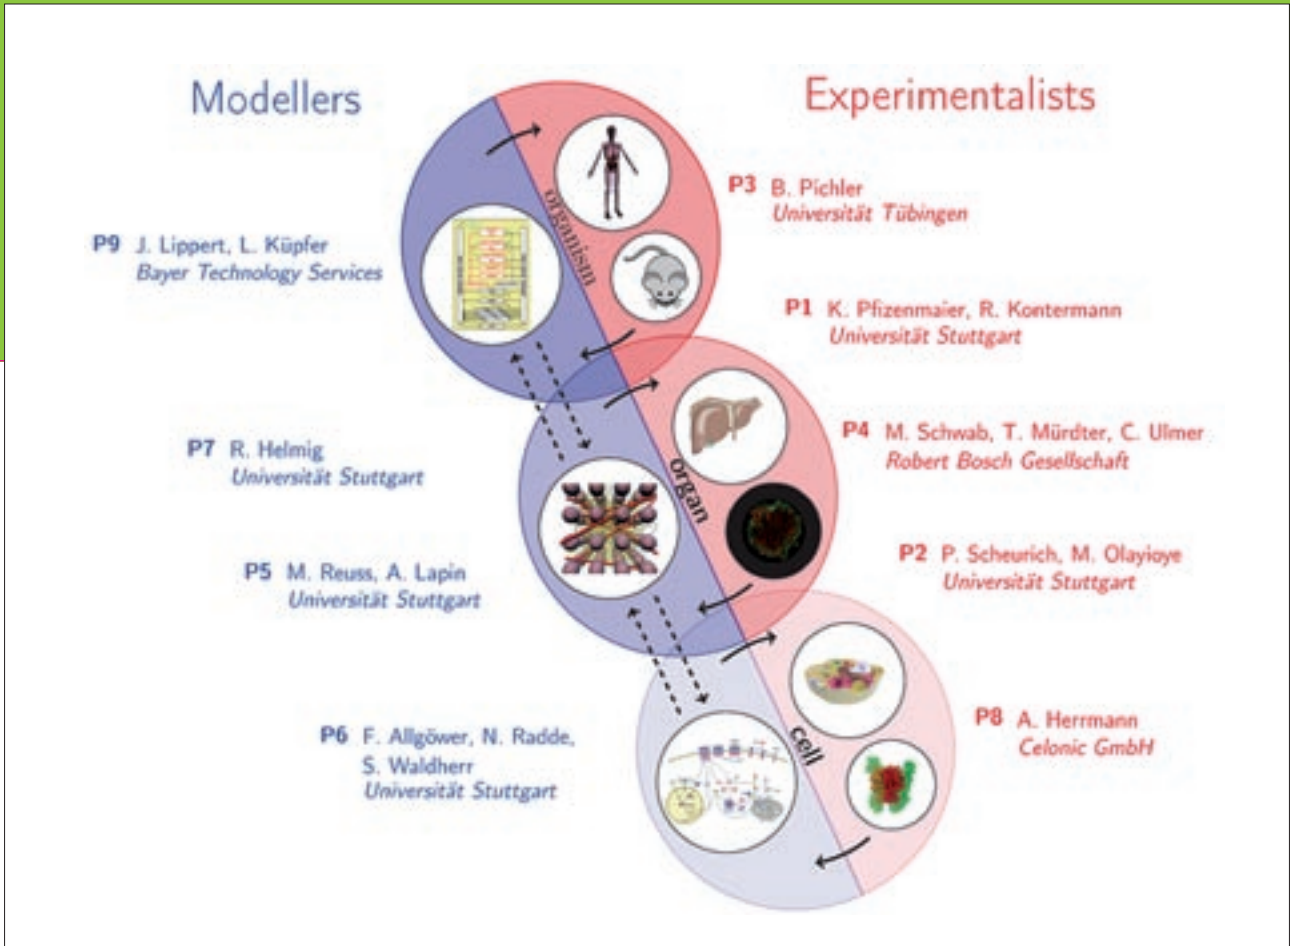 Modellers
Experimentalists
P3 B. Pichler
Universität Tübingen
organism
P9 J. Lippert, L. Küpfer
Bayer Technology Services
P1 K. Pfizenmaier, R. Kontermann
Universität Stuttgart
P4 M. Schwab, T. Mürdter, C. Ulmer
Robert Bosch Gesellschaft
P7 R. Helmig
Universität Stuttgart
organ
P2 P. Scheurich, M. Olayioye
Universität Stuttgart
P5 M. Reuss, A. Lapin
Universität Stuttgart
P8 A. Herrmann
Celonic GmbH
P6 F. Allgöwer, N. Radde,
S. Waldherr
Universität Stuttgart
cell